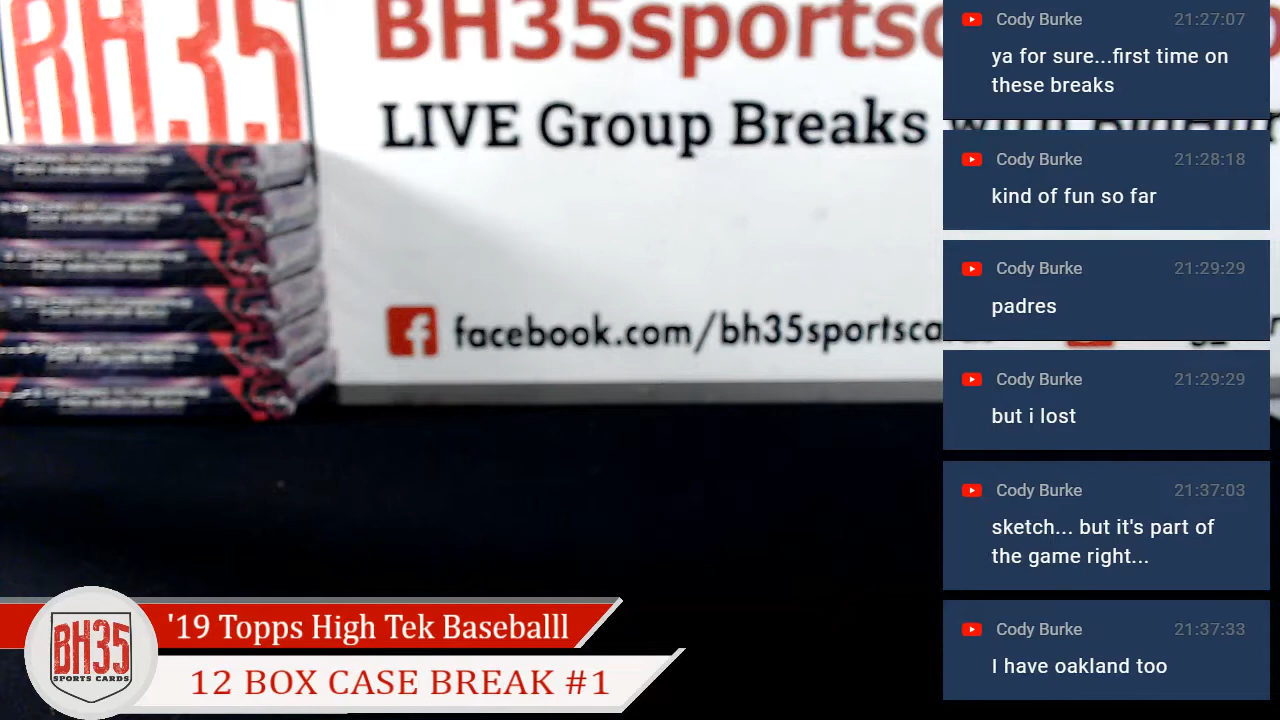 BH35
BH35sportsc
LIVE Group Breaks with
facebook.com/bh35sportsca
Cody Burke 21:27:07
ya for sure...first time on
these breaks
Cody Burke 21:28:18
kind of fun so far
Cody Burke 21:29:29
padres
Cody Burke 21:29:29
but i lost
Cody Burke 21:37:03
sketch... but it's part of
the game right...
Cody Burke 21:37:33
I have oakland too
BH35
SPORTS CARDS
'19 Topps High Tek Baseballl
12 BOX CASE BREAK #1